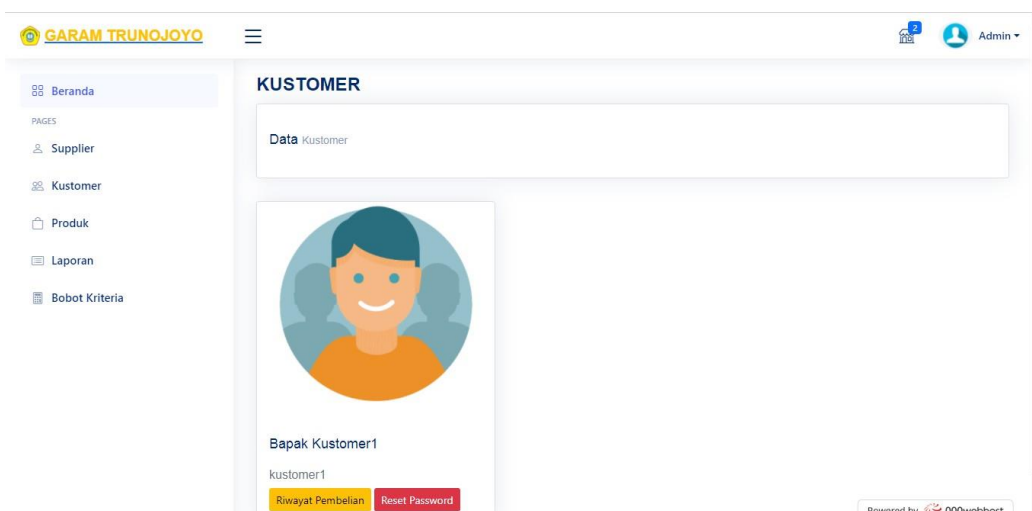 GARAM TRUNOJOYO
2
Admin
Beranda
PAGES
Supplier
Kustomer
Produk
Laporan
Bobot Kriteria
KUSTOMER
Data Kustomer
Bapak Kustomer1
kustomer1
Riwayat Pembelian Reset Password
Powered by 000webhost